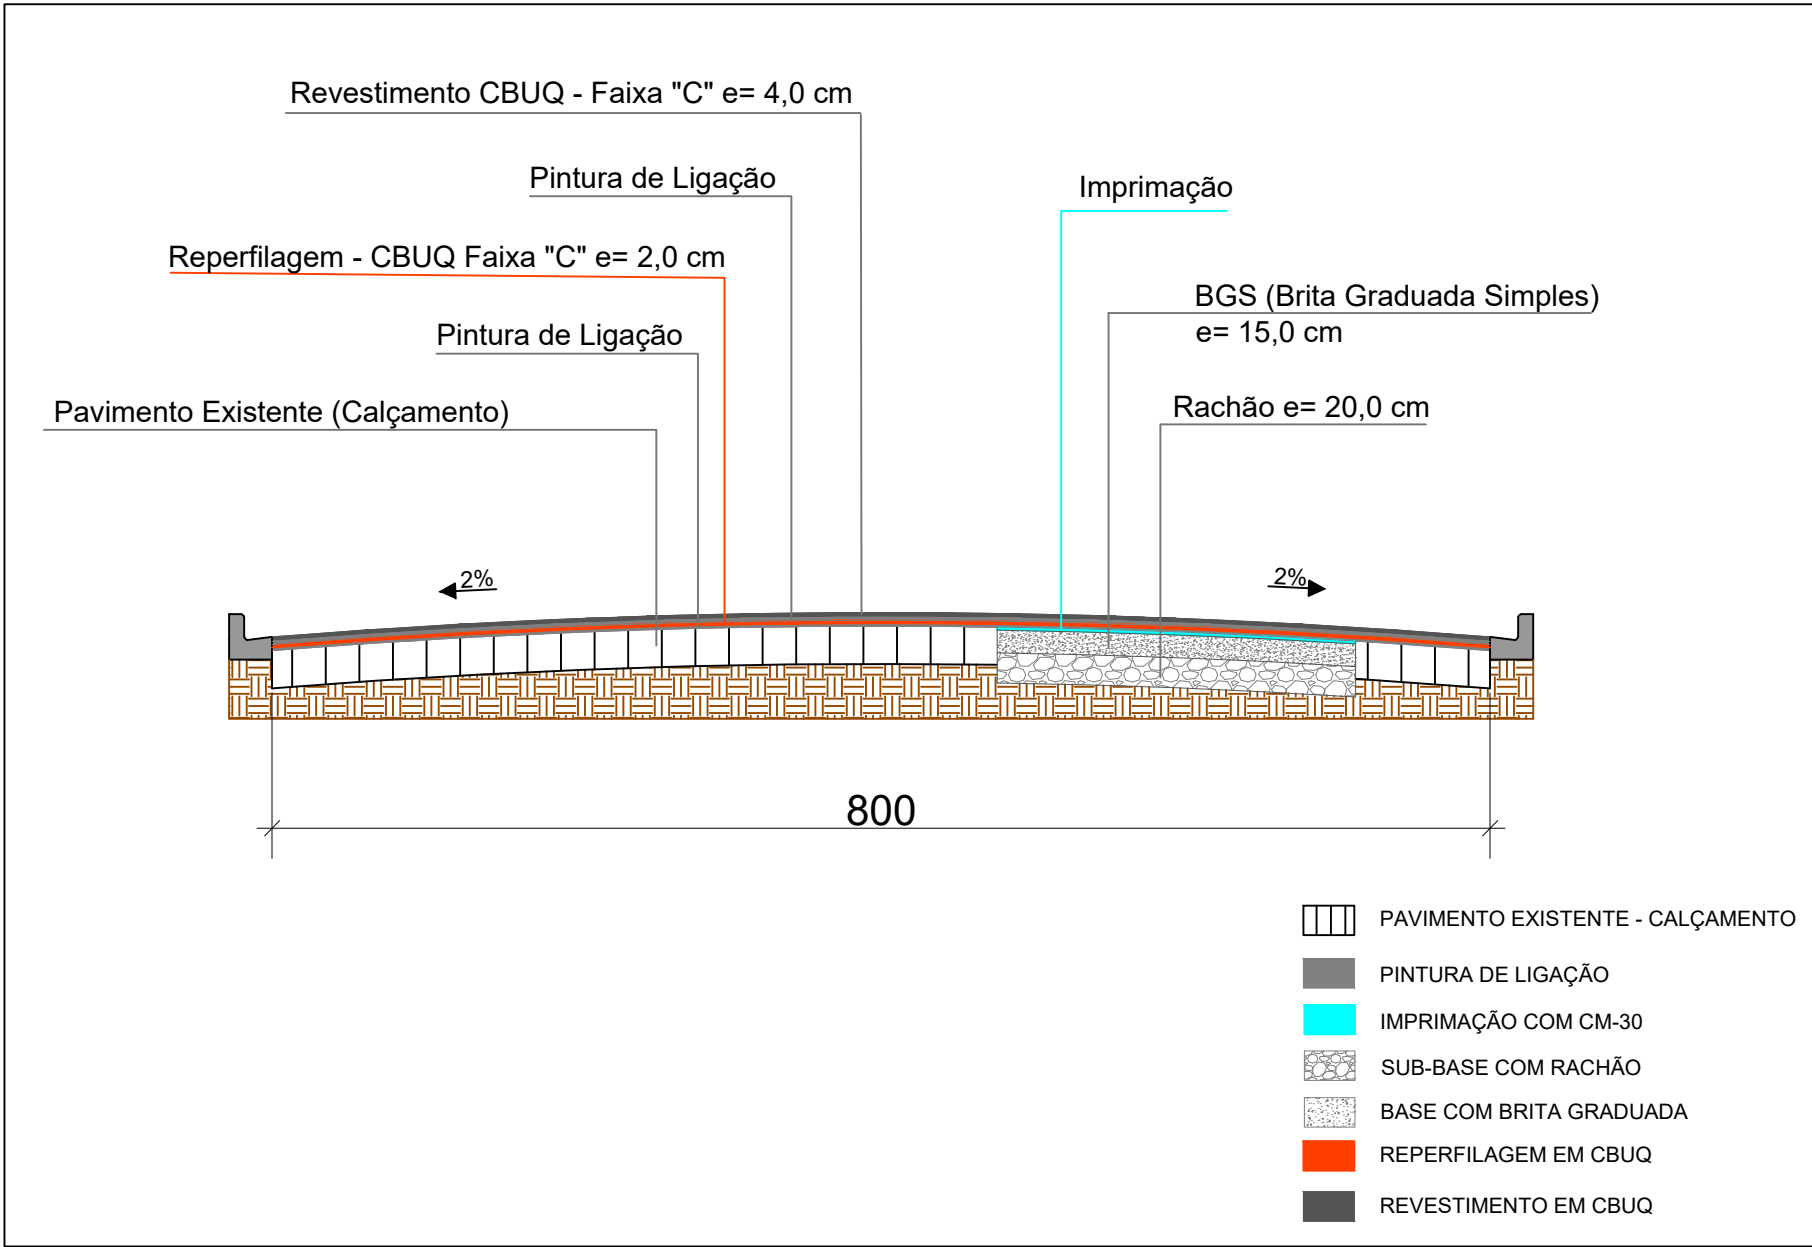 Revestimento CBUQ - Faixa "C" e= 4,0 cm
Pintura de Ligação
Imprimação
Reperfilagem - CBUQ Faixa "C" e= 2,0 cm
BGS (Brita Graduada Simples)
e= 15,0 cm
Pintura de Ligação
Pavimento Existente (Calçamento)
Rachão e= 20,0 cm
2%
2%
800
PAVIMENTO EXISTENTE - CALÇAMENTO
PINTURA DE LIGAÇÃO
IMPRIMAÇÃO COM CM-30
SUB-BASE COM RACHÃO
BASE COM BRITA GRADUADA
REPERFILAGEM EM CBUQ
REVESTIMENTO EM CBUQ